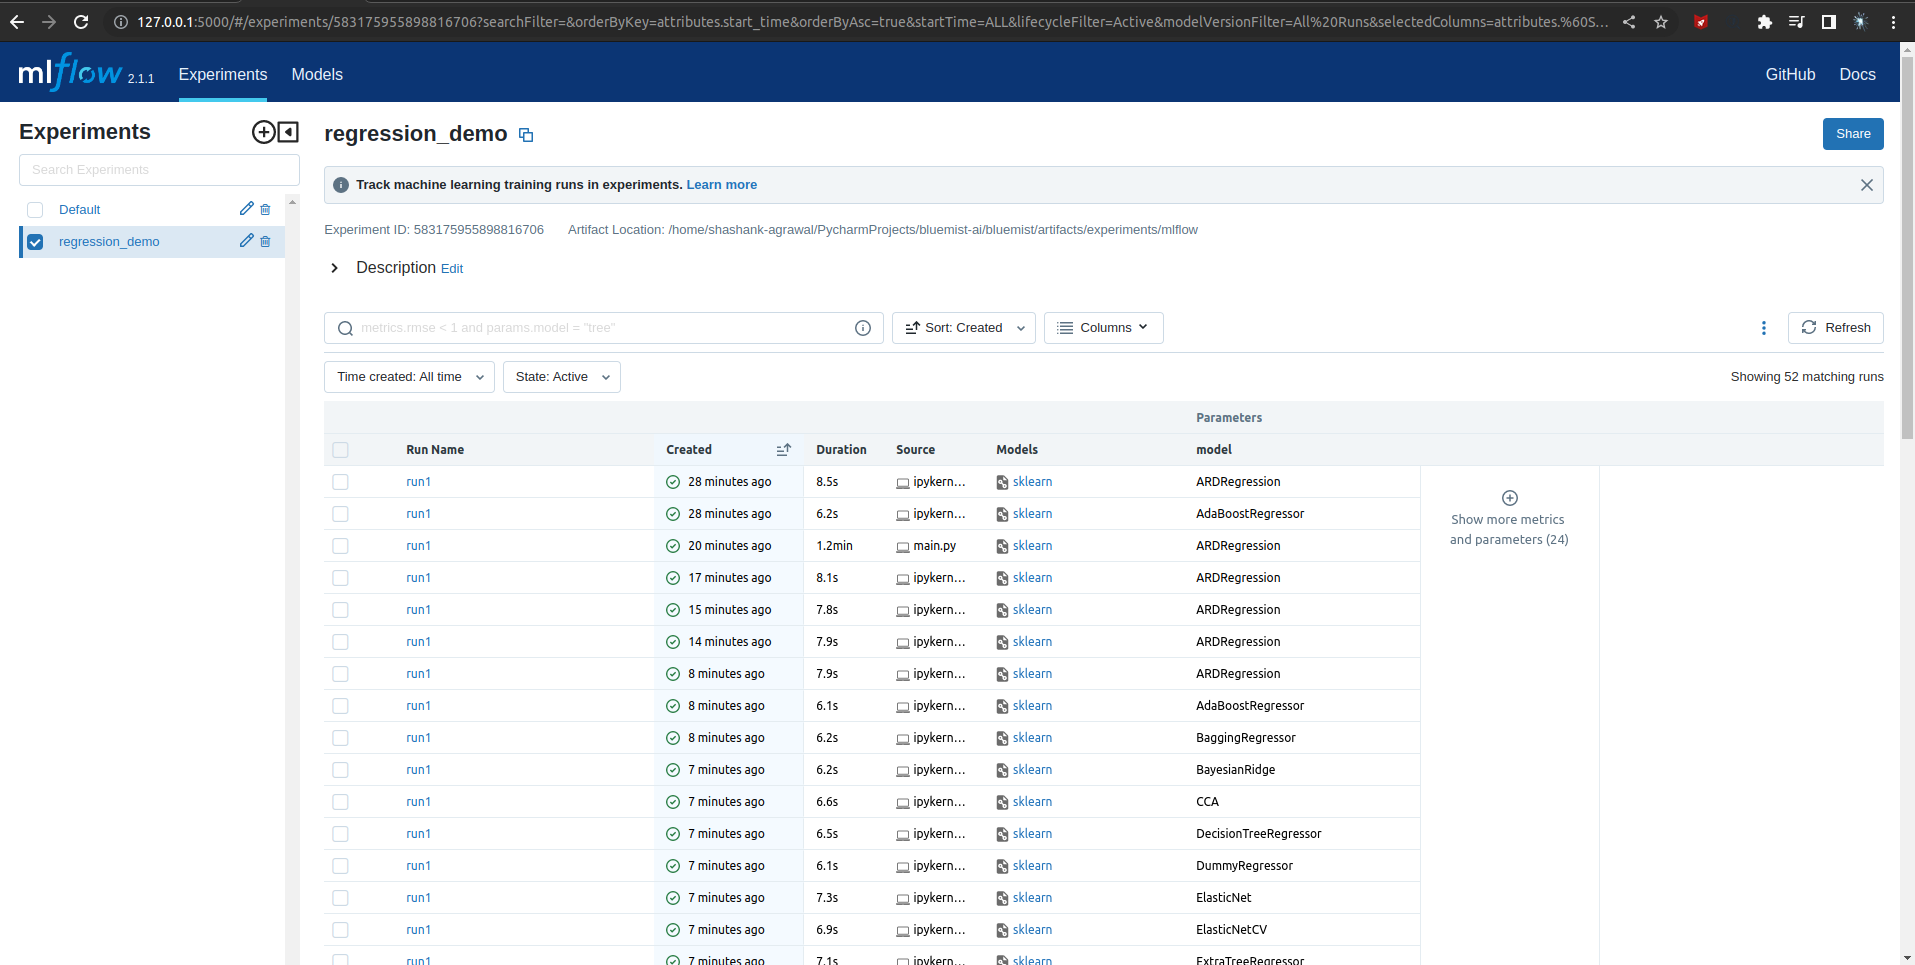 127.0.0.1:5000/#/experiments/583175955898816706?searchFilter=&orderByKey=attributes.start_time&orderByAsc=true&startTime=ALL&lifecycleFilter=Active&modelVersionFilter=All%20Runs&selectedColumns=attributes.%60S...
mlflow 2.1.1 Experiments Models GitHub Docs
Experiments
Search Experiments
Default
regression_demo
regression_demo
Share
Track machine learning training runs in experiments. Learn more
Experiment ID: 583175955898816706 Artifact Location: /home/shashank-agrawal/PycharmProjects/bluemist-ai/bluemist/artifacts/experiments/mlflow
Description Edit
metrics.rmse < 1 and params.model = "tree"
Sort: Created Columns Refresh
Time created: All time State: Active Showing 52 matching runs
Parameters
Run Name Created Duration Source Models model
run1 28 minutes ago 8.5s ipykern... sklearn ARDRegression
run1 28 minutes ago 6.2s ipykern... sklearn AdaBoostRegressor
run1 20 minutes ago 1.2min main.py sklearn ARDRegression
run1 17 minutes ago 8.1s ipykern... sklearn ARDRegression
run1 15 minutes ago 7.8s ipykern... sklearn ARDRegression
run1 14 minutes ago 7.9s ipykern... sklearn ARDRegression
run1 8 minutes ago 7.9s ipykern... sklearn ARDRegression
run1 8 minutes ago 6.1s ipykern... sklearn AdaBoostRegressor
run1 8 minutes ago 6.2s ipykern... sklearn BaggingRegressor
run1 7 minutes ago 6.2s ipykern... sklearn BayesianRidge
run1 7 minutes ago 6.6s ipykern... sklearn CCA
run1 7 minutes ago 6.5s ipykern... sklearn DecisionTreeRegressor
run1 7 minutes ago 6.1s ipykern... sklearn DummyRegressor
run1 7 minutes ago 7.3s ipykern... sklearn ElasticNet
run1 7 minutes ago 6.9s ipykern... sklearn ElasticNetCV
run1 7 minutes ago 7.1s ipykern... sklearn ExtraTreeRegressor
Show more metrics
and parameters (24)